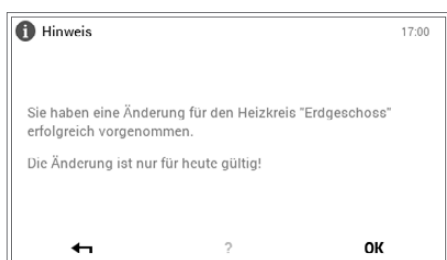 Hinweis 17:00
Sie haben eine Änderung für den Heizkreis "Erdgeschoss"
erfolgreich vorgenommen.
Die Änderung ist nur für heute gültig!
? OK